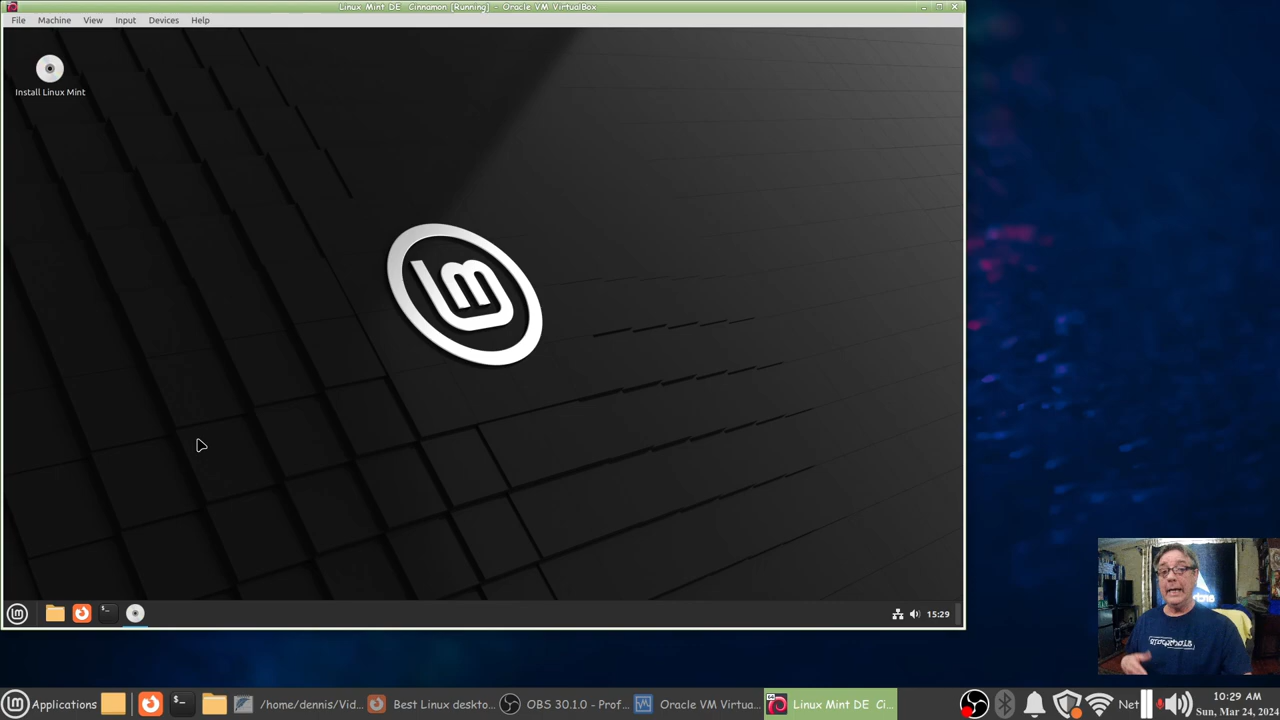 Linux Mint DE Cinnamon [Running] - Oracle VM VirtualBox
File Machine View Input Devices Help
Install Linux Mint
15:29
Applications
/home/dennis/Vid...
Best Linux deskto...
OBS 30.1.0 - Prof...
Oracle VM Virtua...
Linux Mint DE Ci...
Net
10:29 AM
Sun, Mar 24, 2024